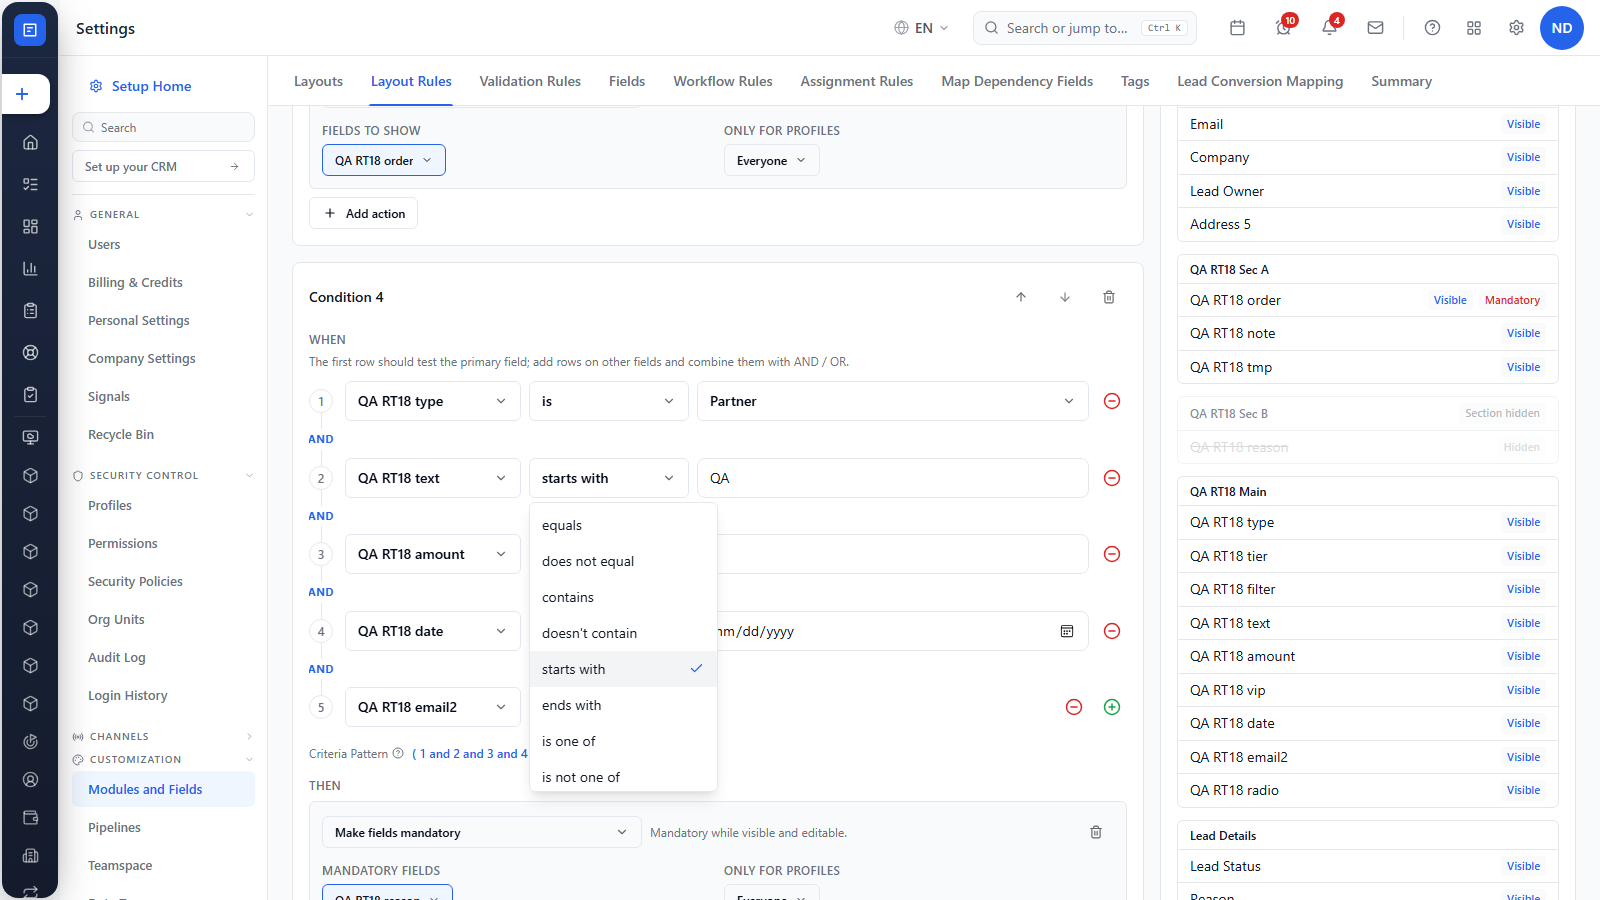 Settings
EN
Search or jump to...
Ctrl K
10
4
ND
Setup Home
Search
Set up your CRM
GENERAL
Users
Billing & Credits
Personal Settings
Company Settings
Signals
Recycle Bin
SECURITY CONTROL
Profiles
Permissions
Security Policies
Org Units
Audit Log
Login History
CHANNELS
CUSTOMIZATION
Modules and Fields
Pipelines
Teamspace
Layouts
Layout Rules
Validation Rules
Fields
Workflow Rules
Assignment Rules
Map Dependency Fields
Tags
Lead Conversion Mapping
Summary
FIELDS TO SHOW
ONLY FOR PROFILES
QA RT18 order
Everyone
Add action
Condition 4
WHEN
The first row should test the primary field; add rows on other fields and combine them with AND / OR.
1 QA RT18 type is Partner
AND
2 QA RT18 text starts with QA
AND
3 QA RT18 amount
AND
4 QA RT18 date mm/dd/yyyy
AND
5 QA RT18 email2
equals
does not equal
contains
doesn't contain
starts with
ends with
is one of
is not one of
Criteria Pattern ( 1 and 2 and 3 and 4
THEN
Make fields mandatory
Mandatory while visible and editable.
MANDATORY FIELDS
ONLY FOR PROFILES
QA RT18 reason
Everyone
Email Visible
Company Visible
Lead Owner Visible
Address 5 Visible
QA RT18 Sec A
QA RT18 order Visible Mandatory
QA RT18 note Visible
QA RT18 tmp Visible
QA RT18 Sec B Section hidden
QA RT18 reason Hidden
QA RT18 Main
QA RT18 type Visible
QA RT18 tier Visible
QA RT18 filter Visible
QA RT18 text Visible
QA RT18 amount Visible
QA RT18 vip Visible
QA RT18 date Visible
QA RT18 email2 Visible
QA RT18 radio Visible
Lead Details
Lead Status Visible
Reason Visible